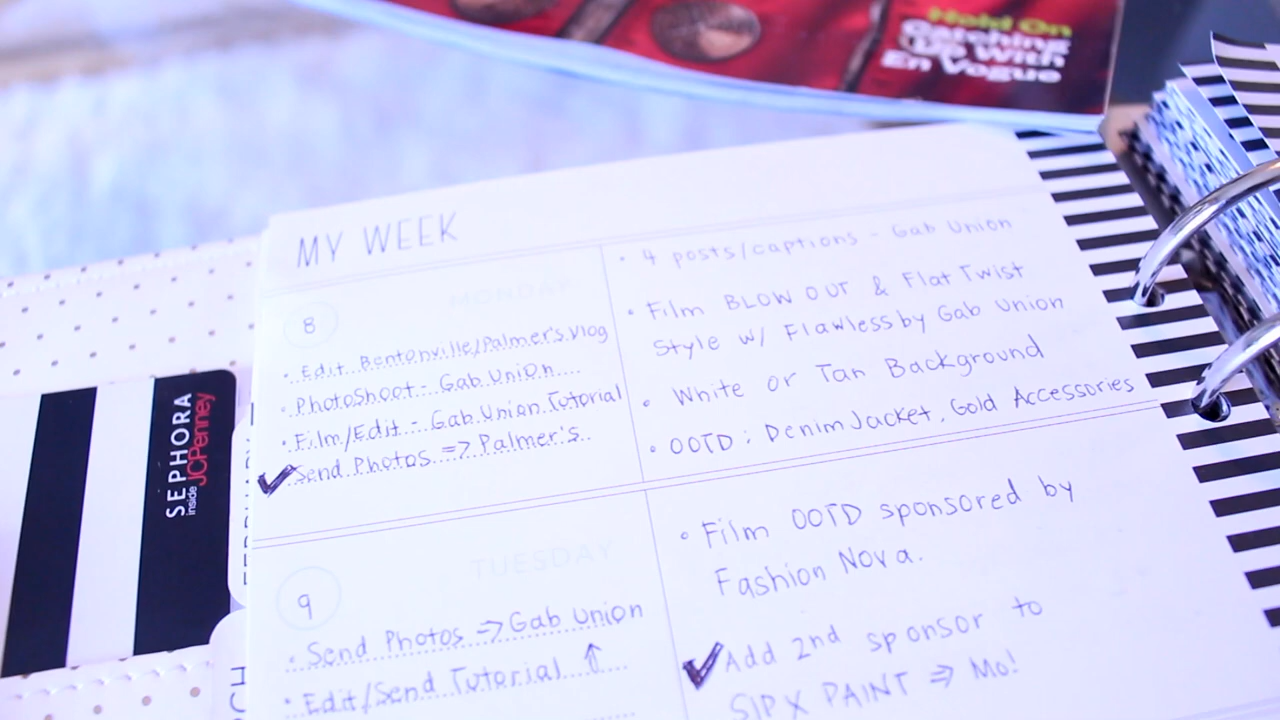 Hold On
Catching
Up With
En Vogue
MY WEEK
MONDAY
8
· Edit Bentonville/Palmer's Vlog
· PhotoShoot - Gab Union
· Film/Edit - Gab Union Tutorial
Send Photos => Palmer's
· 4 posts/captions - Gab Union
· Film BLOW OUT & Flat Twist
Style w/ Flawless by Gab Union
· White or Tan Background
· OOTD : Denim Jacket, Gold Accessories
TUESDAY
9
· Send Photos => Gab Union
· Edit/Send Tutorial ↑
· Film OOTD sponsored by
Fashion Nova.
Add 2nd sponsor to
SIP X PAINT => Mo!
SEPHORA
inside JCPenney